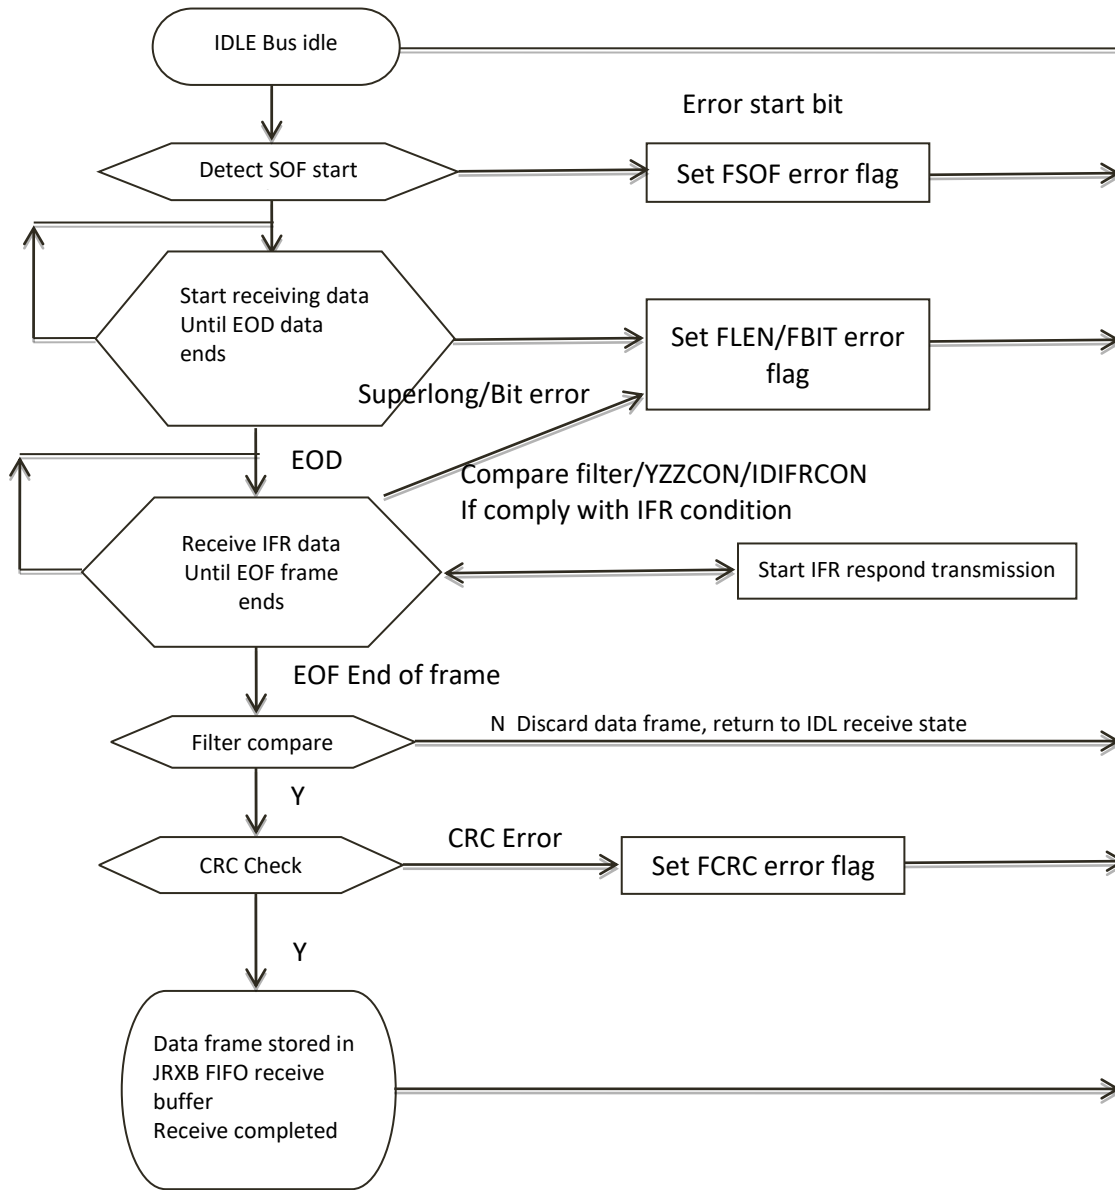 IDLE Bus idle
Error start bit
Detect SOF start
Set FSOF error flag
Start receiving data
Until EOD data
ends
Set FLEN/FBIT error
flag
Superlong/Bit error
EOD
Compare filter/YZZCON/IDIFRCON
If comply with IFR condition
Receive IFR data
Until EOF frame
ends
Start IFR respond transmission
EOF End of frame
Filter compare
N Discard data frame, return to IDL receive state
Y
CRC Error
CRC Check
Set FCRC error flag
Y
Data frame stored in
JRXB FIFO receive
buffer
Receive completed